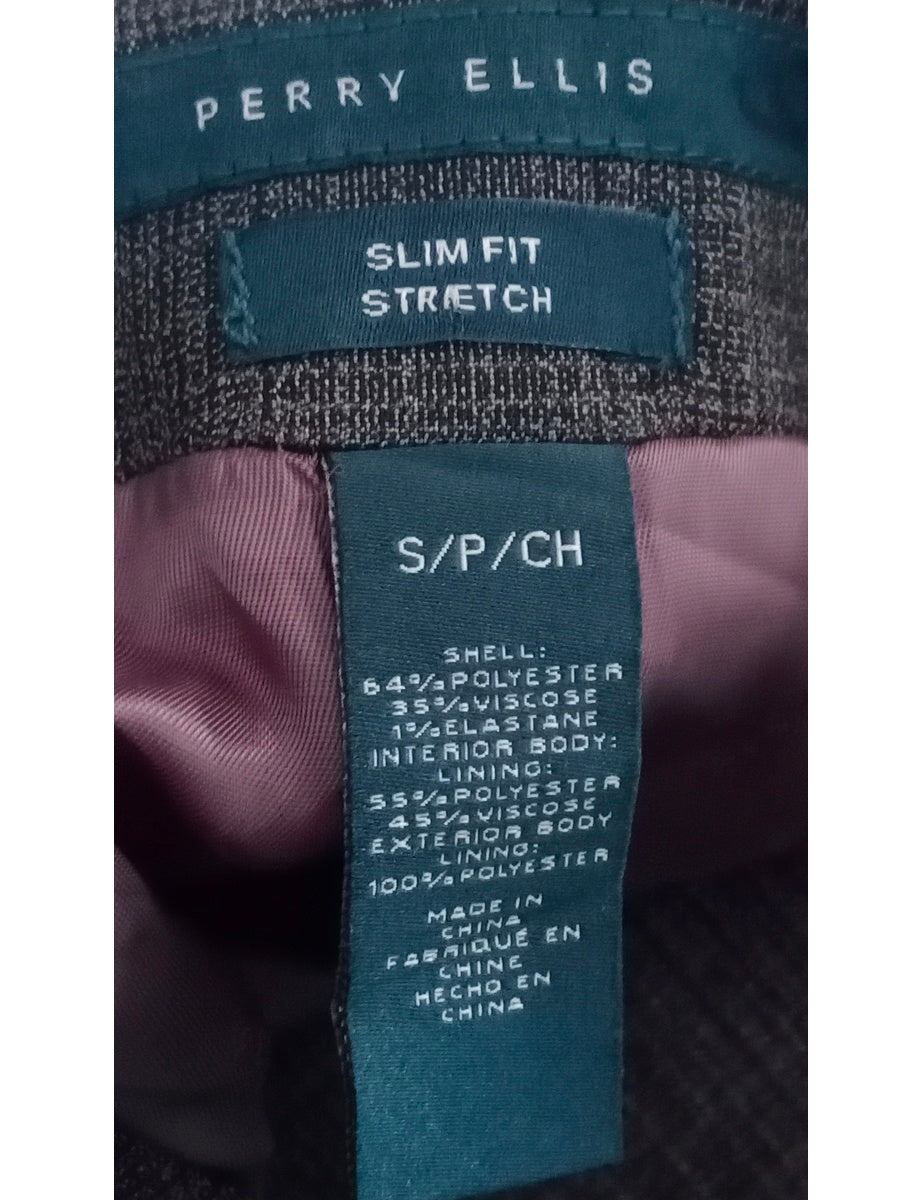 PERRY ELLIS
SLIM FIT
STRETCH
S/P/CH
SHELL:
64%POLYESTER
35%VISCOSE
1%ELASTANE
INTERIOR BODY:
LINING:
55%POLYESTER
45%VISCOSE
EXTERIOR BODY
LINING:
100%POLYESTER
MADE IN
CHINA
FABRIQUÉ EN
CHINE
HECHO EN
CHINA